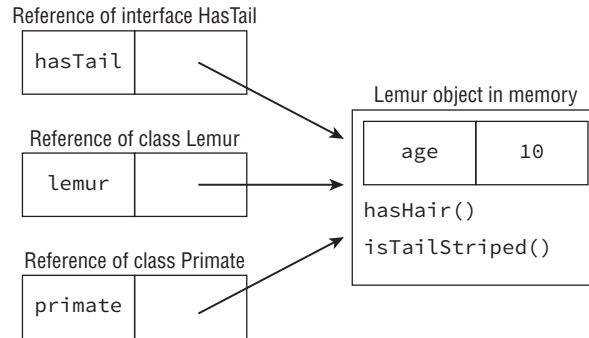 Reference of interface HasTail
hasTail
Lemur object in memory
age 10
Reference of class Lemur
lemur
hasHair()
isTailStriped()
Reference of class Primate
primate